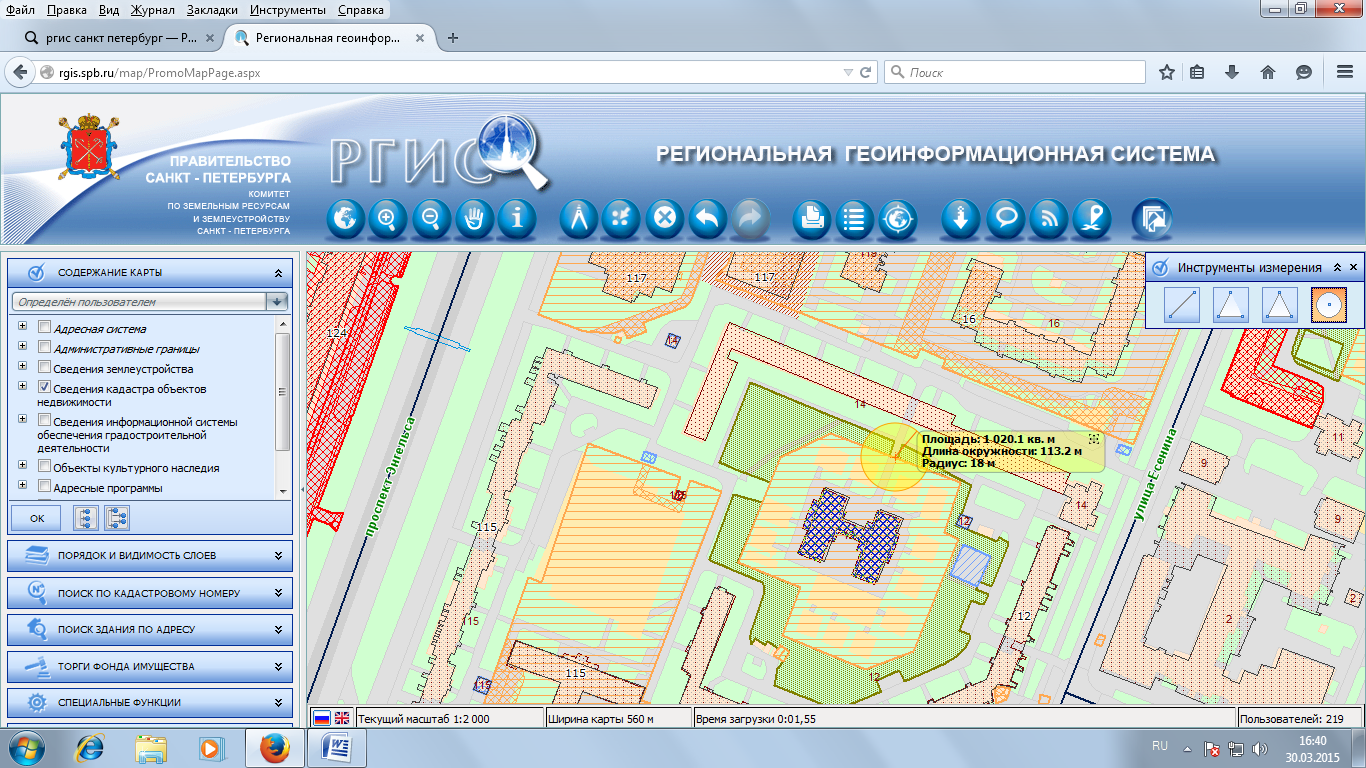 Файл Правка Вид Журнал Закладки Инструменты Справка
ргис санкт петербург — Р...
Региональная геоинфор...
rgis.spb.ru/map/PromoMapPage.aspx
Поиск
ПРАВИТЕЛЬСТВО
САНКТ - ПЕТЕРБУРГА
КОМИТЕТ
ПО ЗЕМЕЛЬНЫМ РЕСУРСАМ
И ЗЕМЛЕУСТРОЙСТВУ
САНКТ - ПЕТЕРБУРГА
РГИС
РЕГИОНАЛЬНАЯ ГЕОИНФОРМАЦИОННАЯ СИСТЕМА
СОДЕРЖАНИЕ КАРТЫ
Определён пользователем
Адресная система
Административные границы
Сведения землеустройства
Сведения кадастра объектов
недвижимости
Сведения информационной системы
обеспечения градостроительной
деятельности
Объекты культурного наследия
Адресные программы
ОК
ПОРЯДОК И ВИДИМОСТЬ СЛОЕВ
ПОИСК ПО КАДАСТРОВОМУ НОМЕРУ
ПОИСК ЗДАНИЯ ПО АДРЕСУ
ТОРГИ ФОНДА ИМУЩЕСТВА
СПЕЦИАЛЬНЫЕ ФУНКЦИИ
Инструменты измерения
117
117
119
124
16
16
14
14
Площадь: 1 020.1 кв. м
Длина окружности: 113.2 м
Радиус: 18 м
проспект-Энгельса
улица-Есенина
11
9
9
14
12
115
115
12
2
2
115
115
12
Текущий масштаб 1:2 000
Ширина карты 560 м
Время загрузки 0:01,55
Пользователей: 219
RU
16:40
30.03.2015